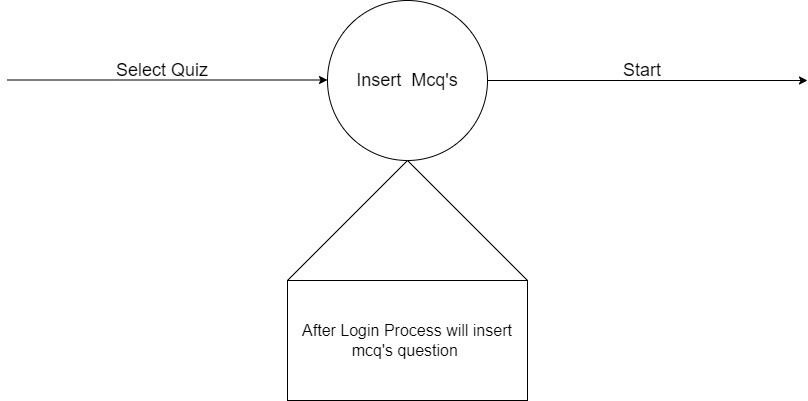 Select Quiz
Insert Mcq's
Start
After Login Process will insert
mcq's question